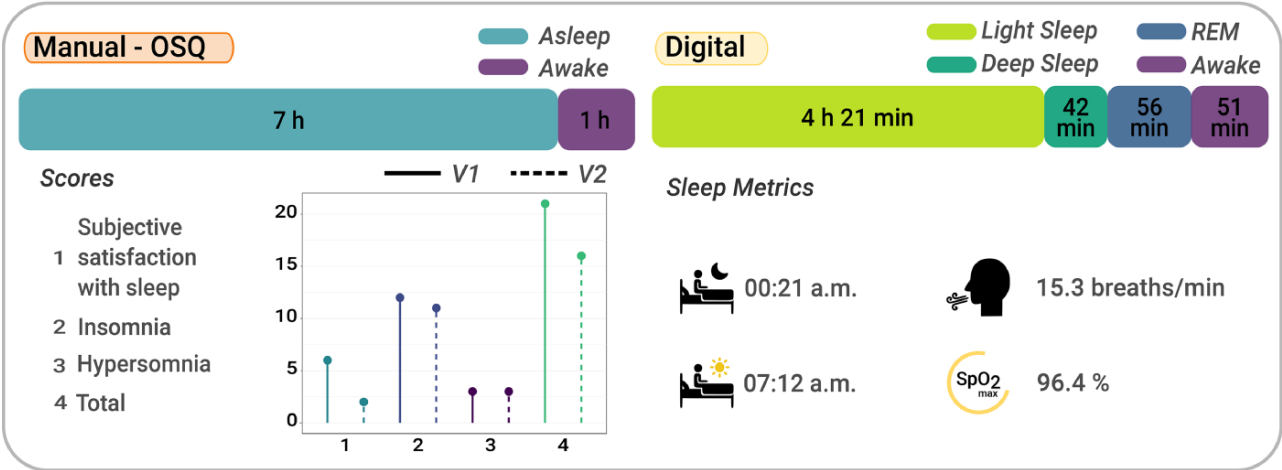 Manual - OSQ
Asleep
Awake
7 h
1 h
Scores
V1
V2
1 Subjective
satisfaction
with sleep
2 Insomnia
3 Hypersomnia
4 Total
20
15
10
5
0
1 2 3 4
Digital
Light Sleep
REM
Deep Sleep
Awake
4 h 21 min
42
min
56
min
51
min
Sleep Metrics
00:21 a.m.
15.3 breaths/min
07:12 a.m.
SpO2
max
96.4 %